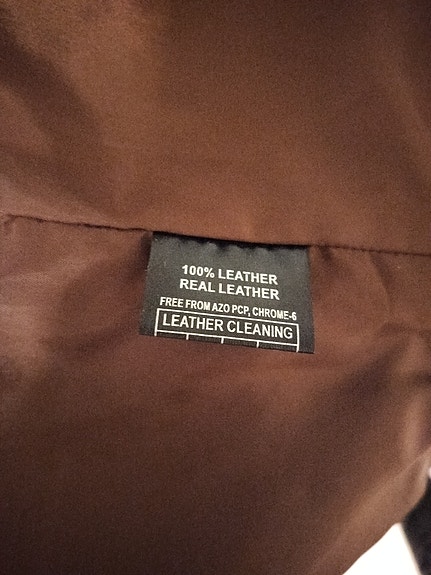 100% LEATHER
REAL LEATHER
FREE FROM AZO PCP, CHROME-6
LEATHER CLEANING